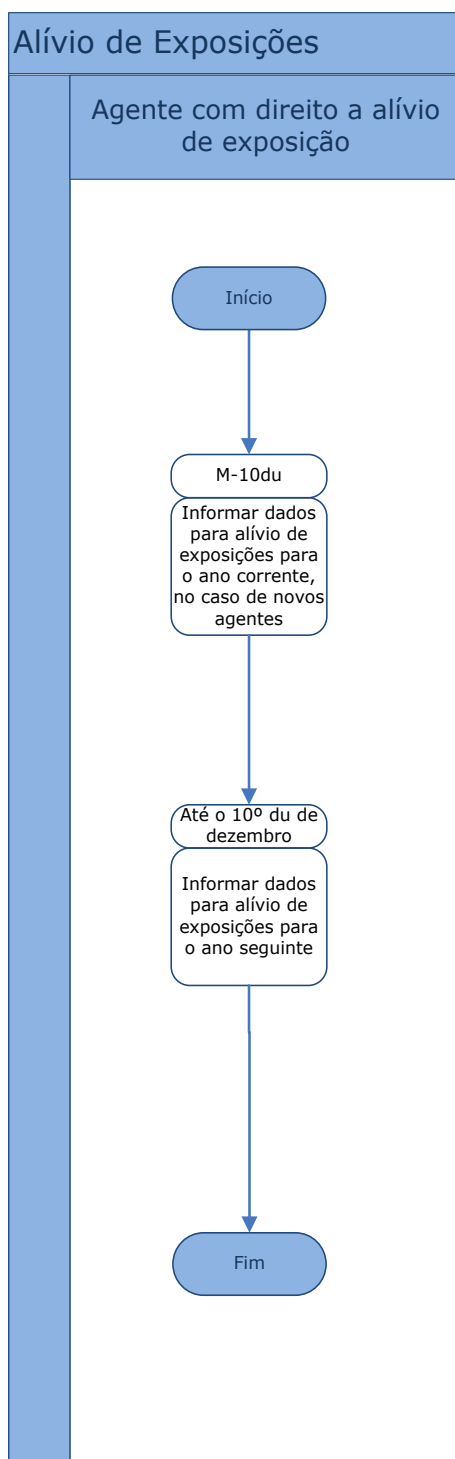 Alívio de Exposições
Agente com direito a alívio
de exposição
Início
M-10du
Informar dados
para alívio de
exposições para
o ano corrente,
no caso de novos
agentes
Até o 10º du de
dezembro
Informar dados
para alívio de
exposições para
o ano seguinte
Fim